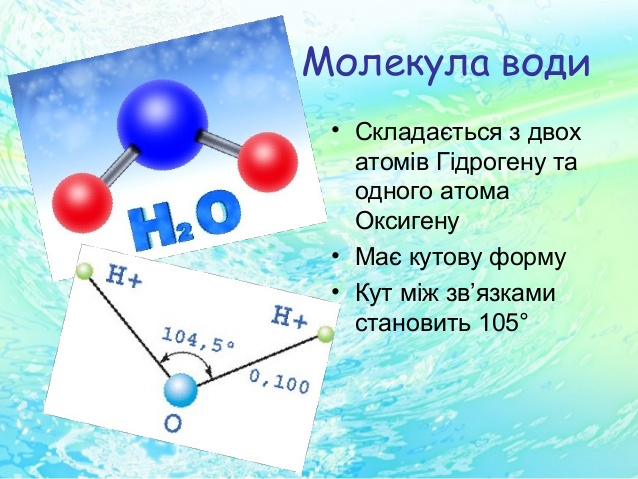 Молекула води
• Складається з двох
атомів Гідрогену та
одного атома
Оксигену
• Має кутову форму
• Кут між зв’язками
становить 105°
H₂O
H+
H+
104,5°
0,100
O